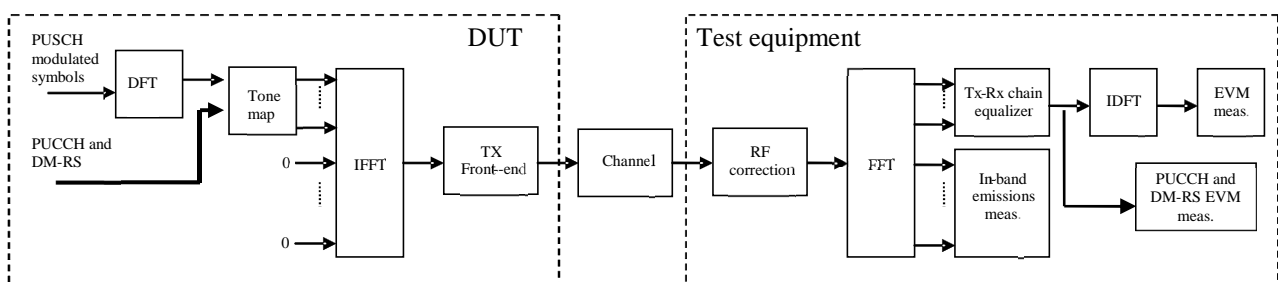 DUT
Test equipment
PUSCH
modulated
symbols
DFT
Tone
map
PUCCH and
DM-RS
0
0
IFFT
TX
Front-end
Channel
RF
correction
FFT
Tx-Rx chain
equalizer
IDFT
EVM
meas.
In-band
emissions
meas.
PUCCH and
DM-RS EVM
meas.